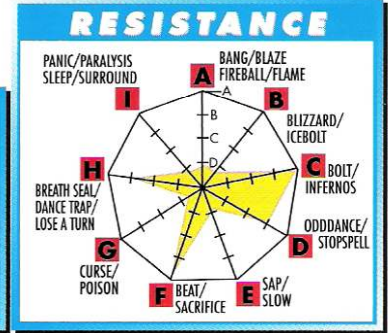 RESISTANCE
PANIC/PARALYSIS
SLEEP/SURROUND
BANG/BLAZE
FIREBALL/FLAME
A
A
I
B
B
BLIZZARD/
ICEBOLT
C
D
H
C
BOLT/
INFERNOS
BREATH SEAL/
DANCE TRAP/
LOSE A TURN
D
ODDDANCE/
STOPSPELL
G
CURSE/
POISON
F
BEAT/
SACRIFICE
E
SAP/
SLOW